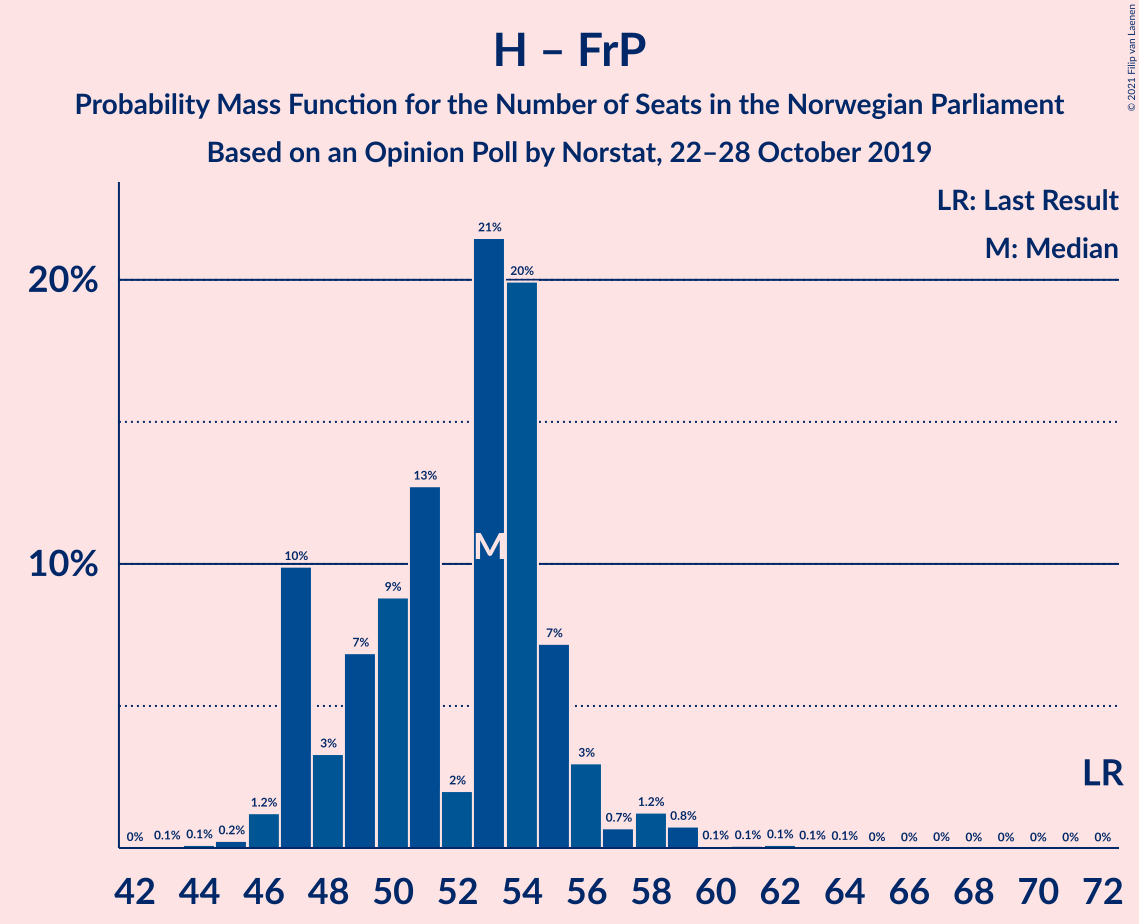 H – FrP
Probability Mass Function for the Number of Seats in the Norwegian Parliament
Based on an Opinion Poll by Norstat, 22–28 October 2019
© 2021 Filip van Laenen
LR: Last Result
M: Median
20%
10%
0% 0.1% 0.1% 0.2% 1.2% 10% 3% 7% 9% 13% 2% 21% 20% 7% 3% 0.7% 1.2% 0.8% 0.1% 0.1% 0.1% 0.1% 0.1% 0% 0% 0% 0% 0% 0% 0% 0%
M
LR
42 44 46 48 50 52 54 56 58 60 62 64 66 68 70 72